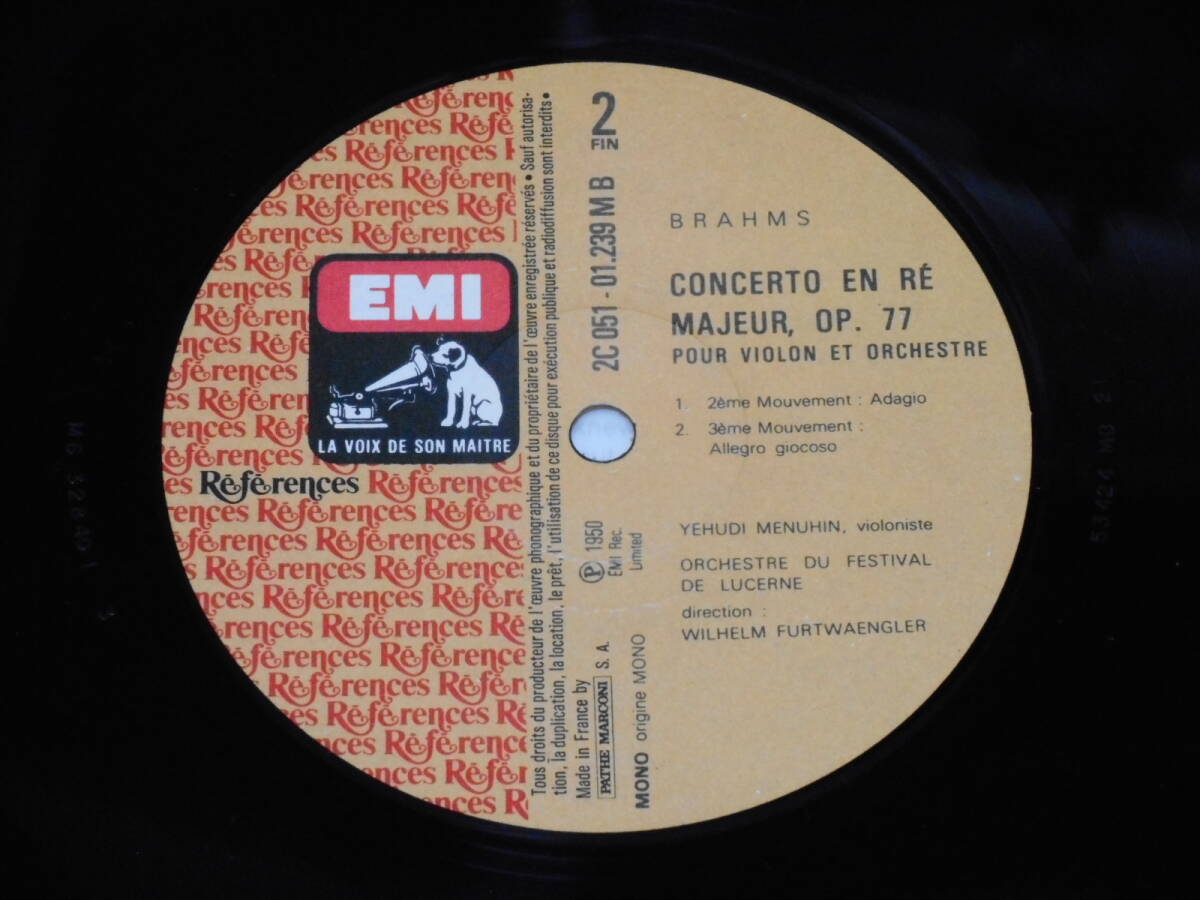 Références
EMI
LA VOIX DE SON MAITRE
Tous droits du producteur de l'œuvre phonographique et du propriétaire de l'œuvre enregistrée réservés • Sauf autorisa-
tion, la duplication, la location, le prêt, l'utilisation de ce disque pour exécution publique et radiodiffusion sont interdits •
Made in France by
PATHE MARCONI S. A.
MONO origine MONO
Ⓟ 1950
EMI Rec.
Limited
2C 051 - 01.239 M B
2
FIN
BRAHMS
CONCERTO EN RÉ
MAJEUR, OP. 77
POUR VIOLON ET ORCHESTRE
1. 2ème Mouvement : Adagio
2. 3ème Mouvement :
Allegro giocoso
YEHUDI MENUHIN, violoniste
ORCHESTRE DU FESTIVAL
DE LUCERNE
direction :
WILHELM FURTWAENGLER